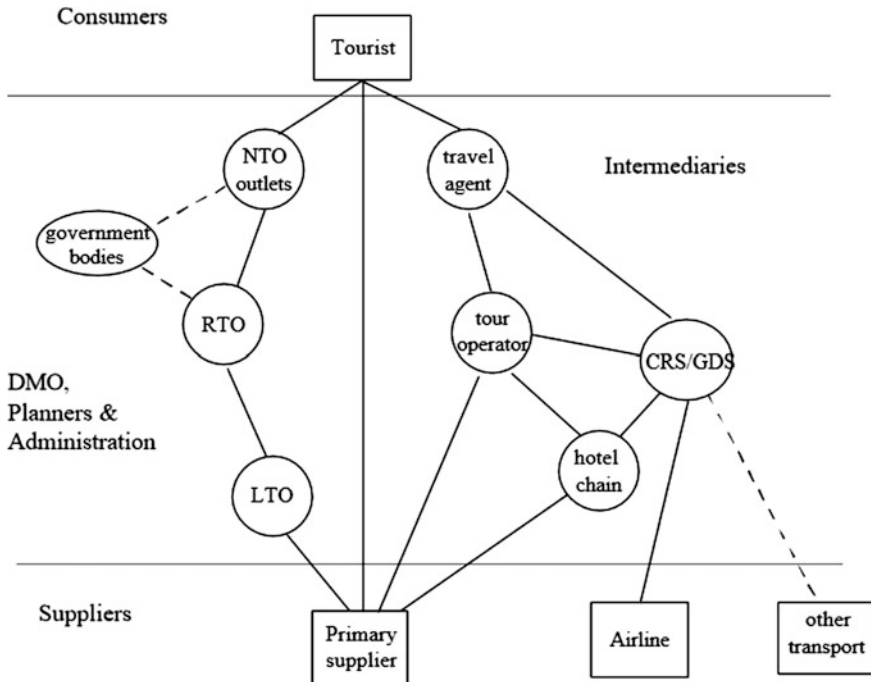 Consumers
Tourist
NTO
outlets
travel
agent
Intermediaries
government
bodies
RTO
tour
operator
CRS/GDS
DMO,
Planners &
Administration
hotel
chain
LTO
Suppliers
Primary
supplier
Airline
other
transport